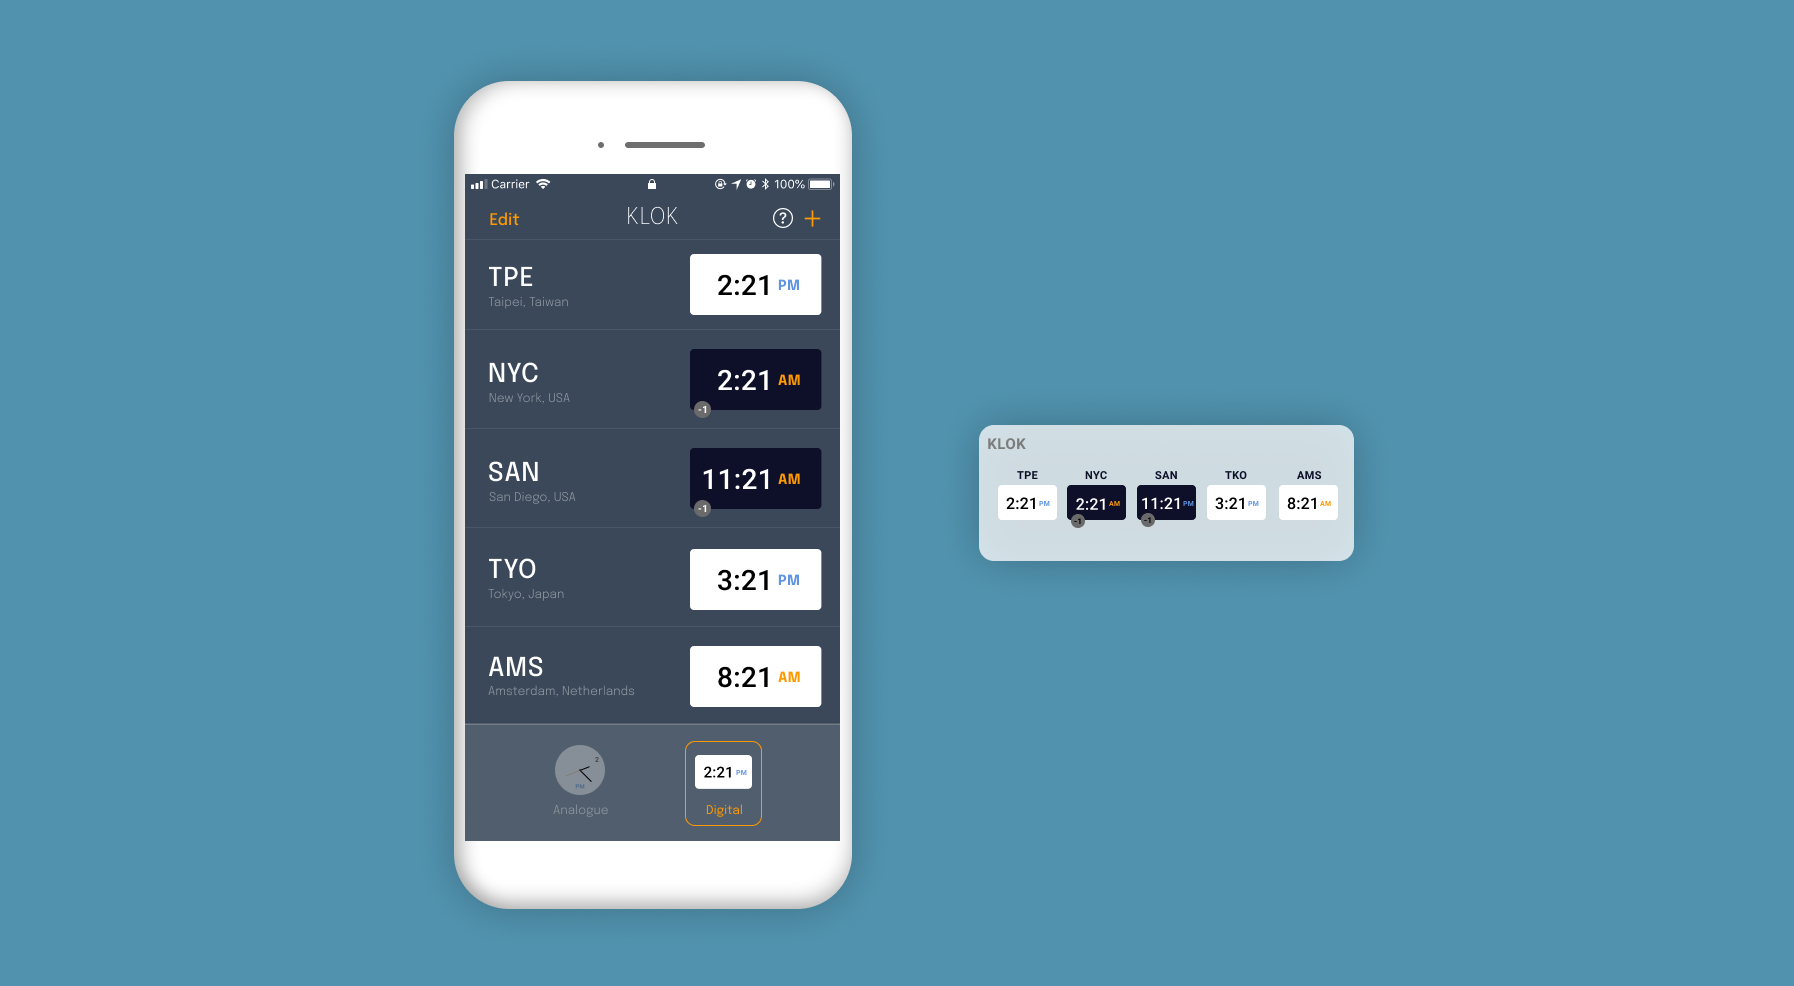 Carrier 100%
Edit KLOK ? +
TPE
Taipei, Taiwan
2:21 PM
NYC
New York, USA
2:21 AM
-1
SAN
San Diego, USA
11:21 AM
-1
TYO
Tokyo, Japan
3:21 PM
AMS
Amsterdam, Netherlands
8:21 AM
2
PM
Analogue
2:21 PM
Digital
KLOK
TPE NYC SAN TKO AMS
2:21 PM 2:21 AM 11:21 PM 3:21 PM 8:21 AM
-1 -1